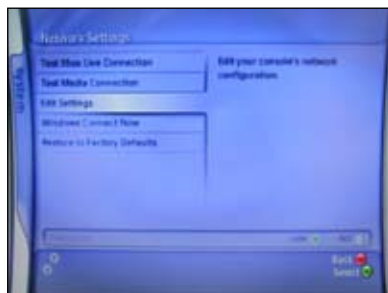 Network Settings
system
Test Xbox Live Connection
Test Media Connection
Edit Settings
Windows Connect Now
Restore to Factory Defaults
Edit your console's network
configuration.
Back
Select